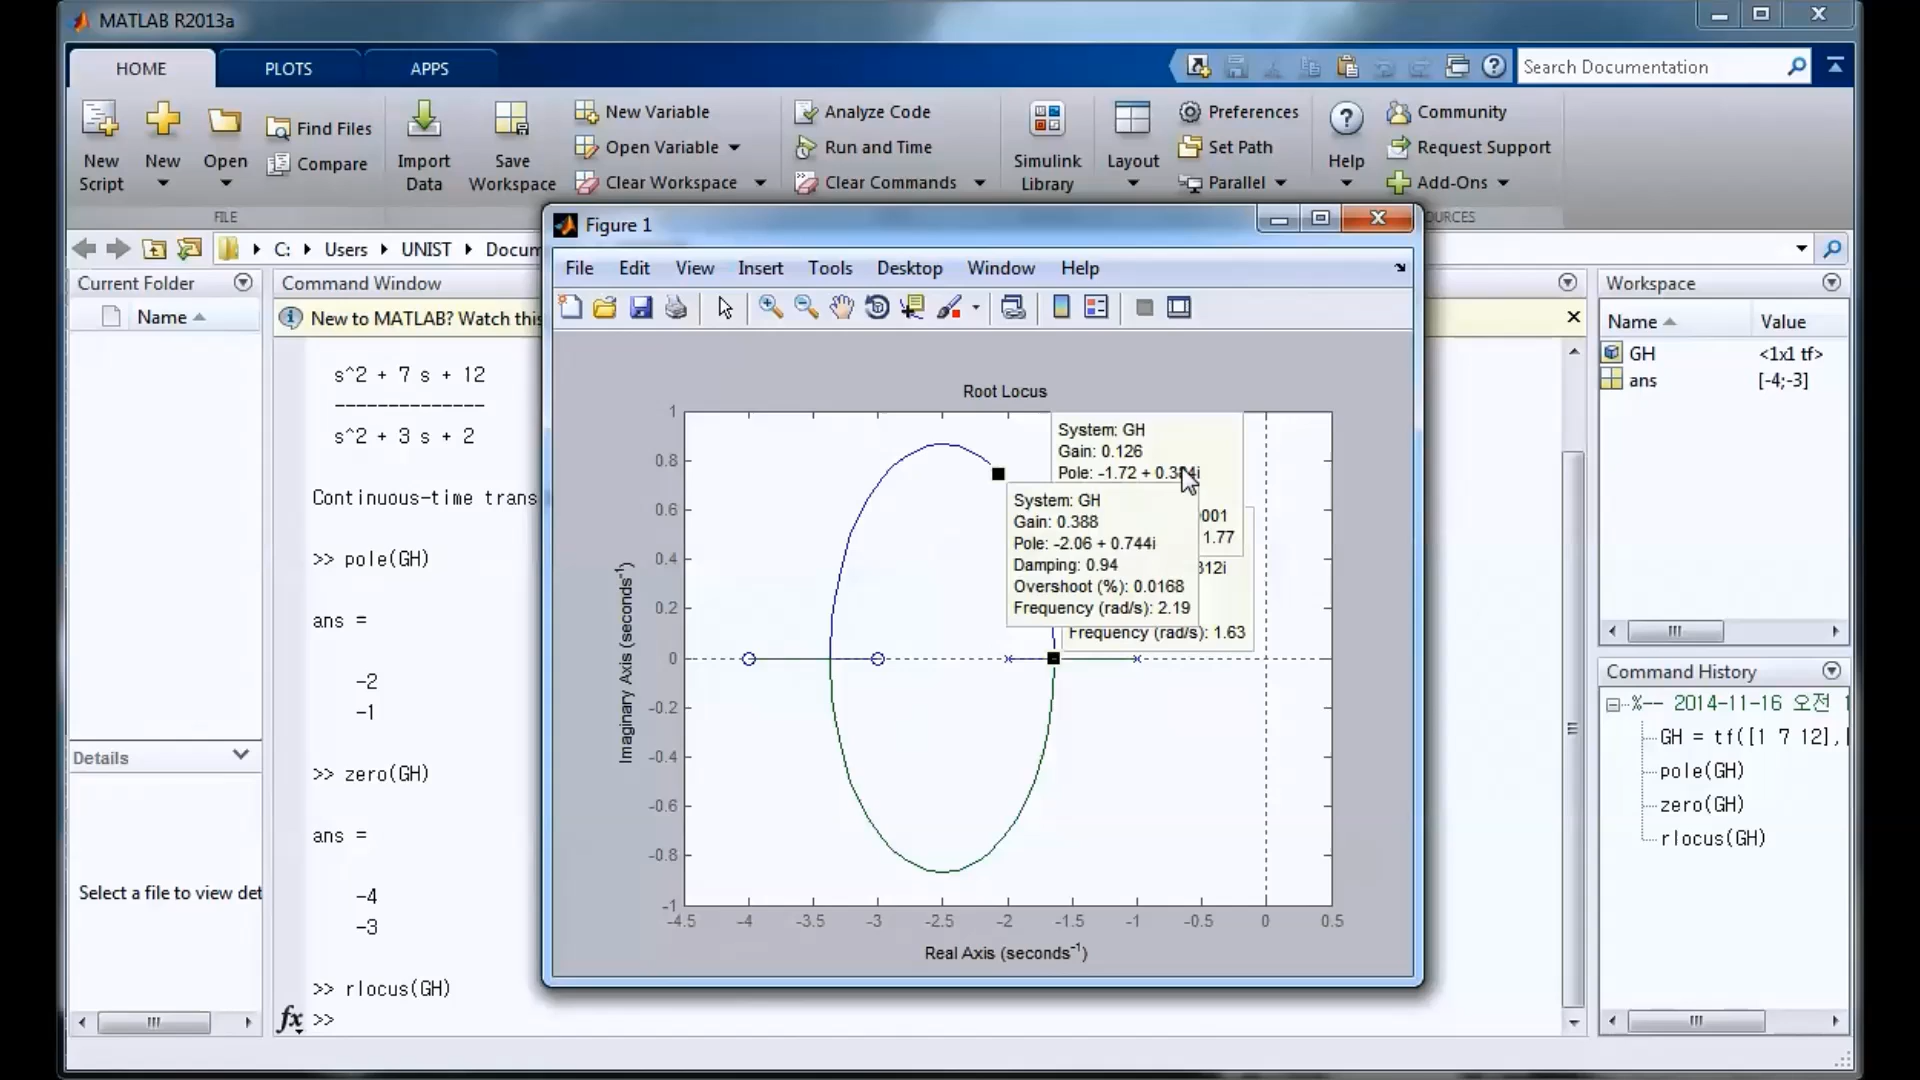 MATLAB R2013a
HOME
PLOTS
APPS
Search Documentation
New Script
New
Open
Find Files
Compare
Import Data
Save Workspace
New Variable
Open Variable
Clear Workspace
Analyze Code
Run and Time
Clear Commands
Simulink Library
Layout
Preferences
Set Path
Parallel
Help
Community
Request Support
Add-Ons
FILE
OURCES
C:
Users
UNIST
Docum
Current Folder
Name
Details
Select a file to view det
Command Window
New to MATLAB? Watch this
s^2 + 7 s + 12
--------------
s^2 + 3 s + 2
Continuous-time trans
>> pole(GH)
ans =
-2
-1
>> zero(GH)
ans =
-4
-3
>> rlocus(GH)
fx >>
Figure 1
File Edit View Insert Tools Desktop Window Help
Root Locus
System: GH
Gain: 0.126
System: GH
Gain: 0.388
Pole: -2.06 + 0.744i
Damping: 0.94
Overshoot (%): 0.0168
Frequency (rad/s): 2.19
001
1.77
312i
Frequency (rad/s): 1.63
1
0.8
0.6
0.4
0.2
0
-0.2
-0.4
-0.6
-0.8
-1
-4.5 -4 -3.5 -3 -2.5 -2 -1.5 -1 -0.5 0 0.5
Imaginary Axis (seconds-1)
Real Axis (seconds-1)
Workspace
Name Value
GH <1x1 tf>
ans [-4;-3]
Command History
%-- 2014-11-16 오전 1
GH = tf([1 7 12],[
pole(GH)
zero(GH)
rlocus(GH)